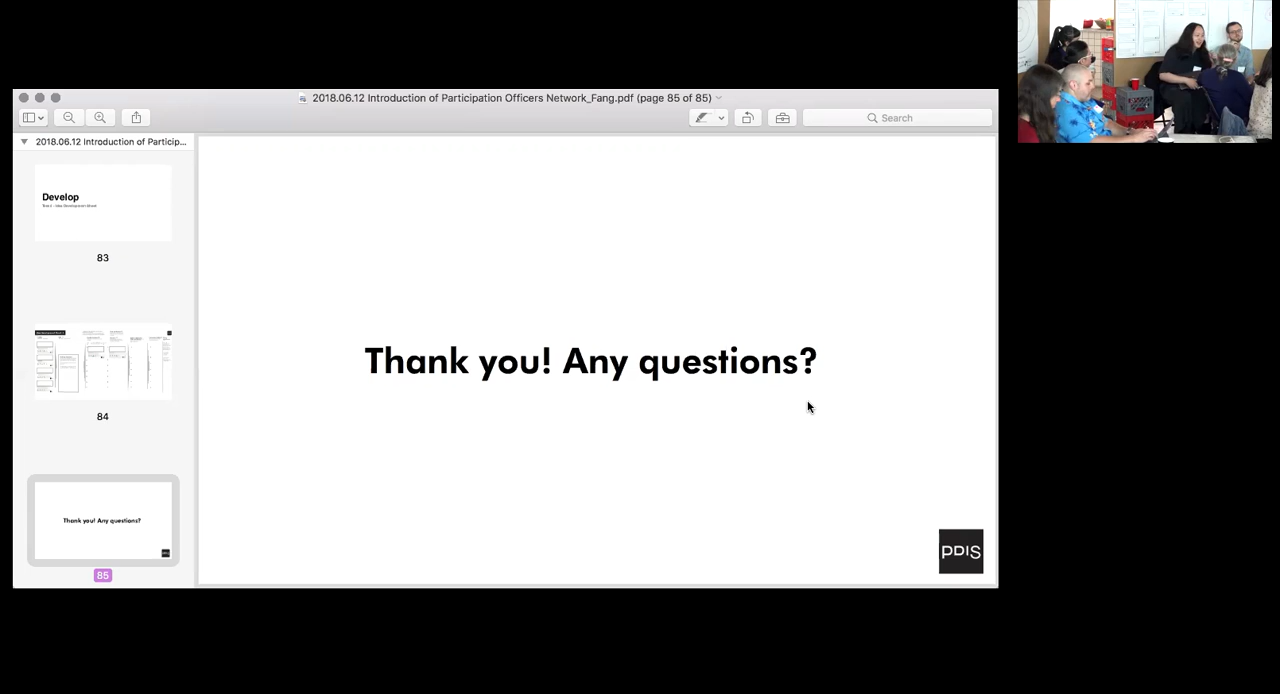 2018.06.12 Introduction of Participation Officers Network_Fang.pdf (page 85 of 85)
Search
2018.06.12 Introduction of Particip...
Develop
83
84
Thank you! Any questions?
85
Thank you! Any questions?
PDIS